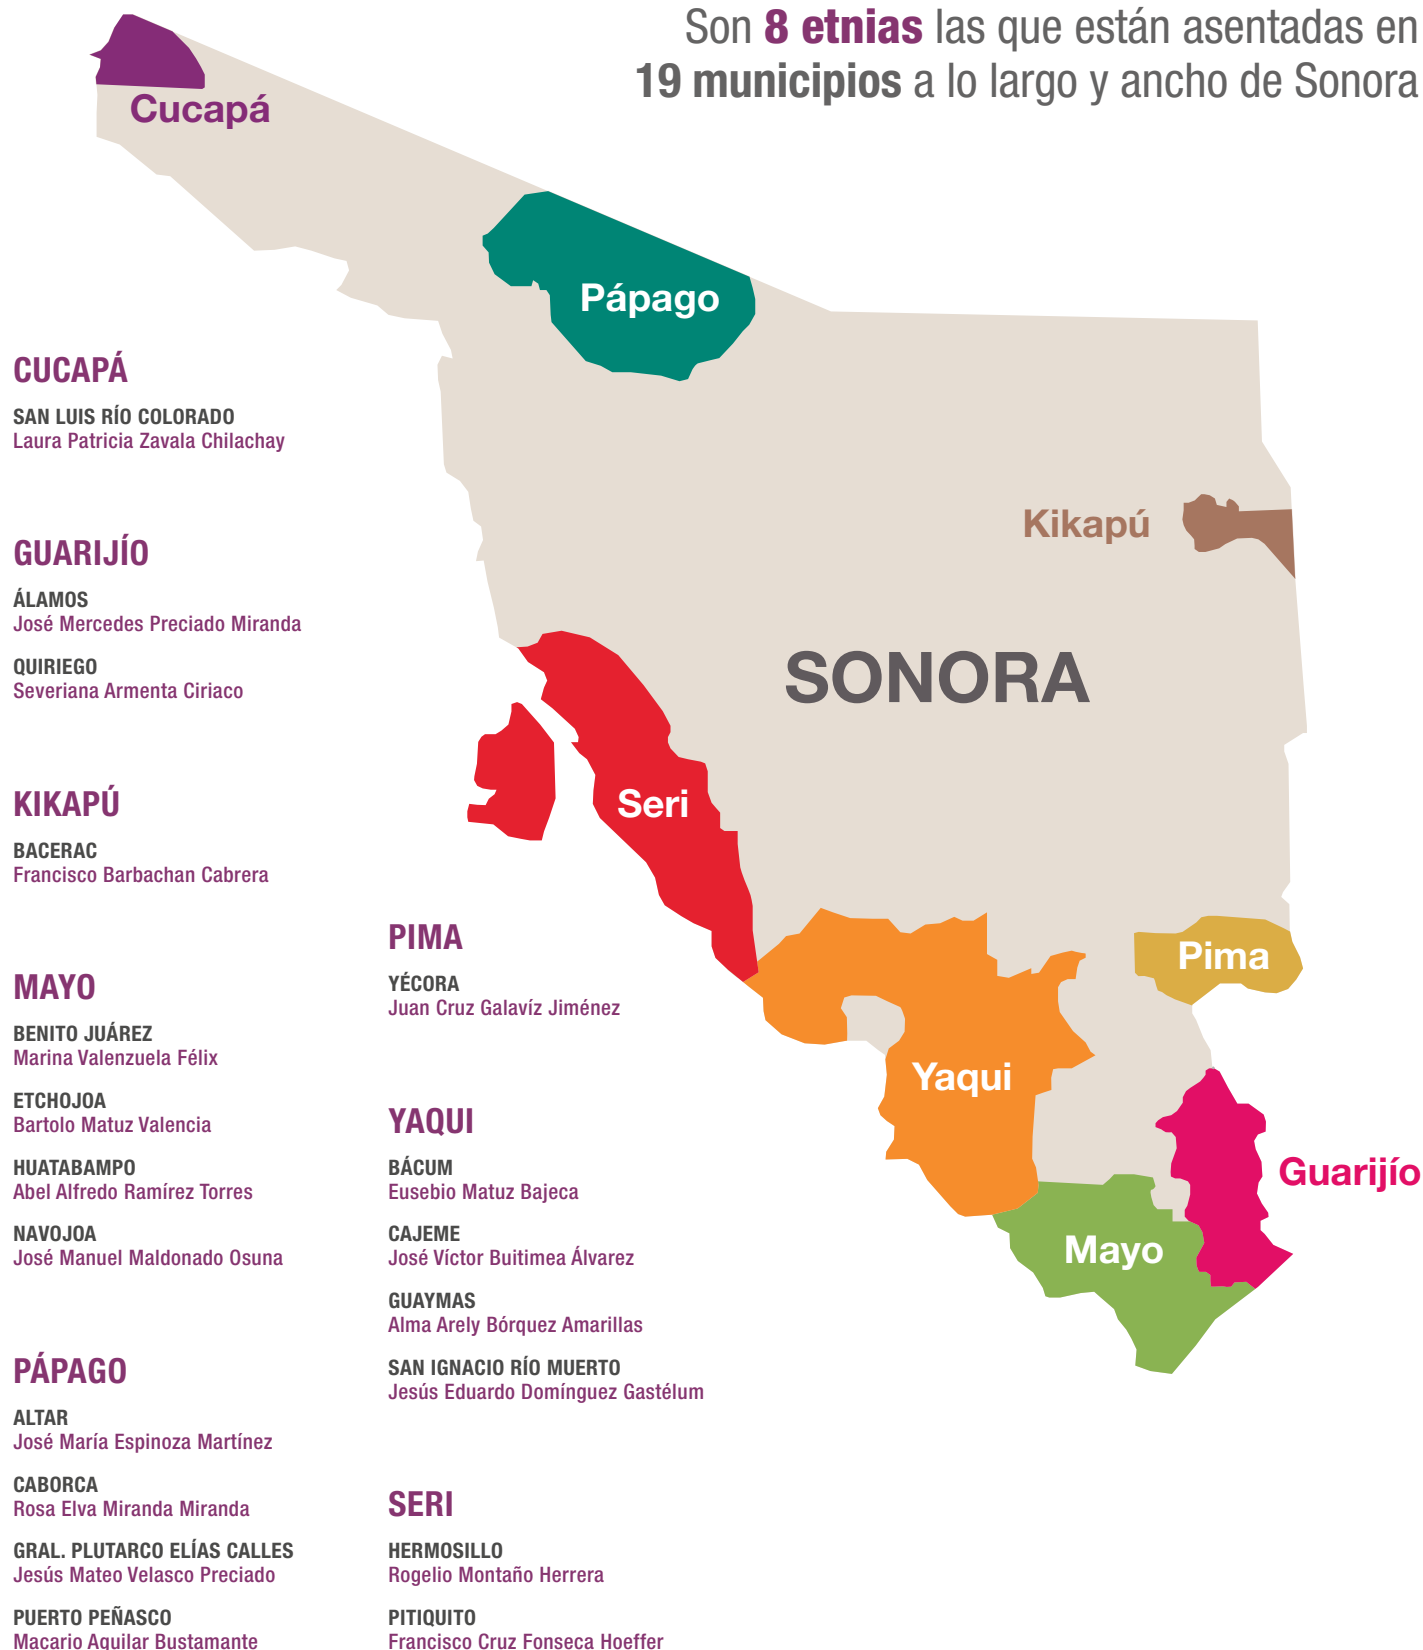 Son 8 etnias las que están asentadas en
19 municipios a lo largo y ancho de Sonora
Cucapá
Pápago
Kikapú
SONORA
Seri
Pima
Yaqui
Guarijío
Mayo
CUCAPÁ
SAN LUIS RÍO COLORADO
Laura Patricia Zavala Chilachay
GUARIJÍO
ÁLAMOS
José Mercedes Preciado Miranda
QUIRIEGO
Severiana Armenta Ciriaco
KIKAPÚ
BACERAC
Francisco Barbachan Cabrera
MAYO
BENITO JUÁREZ
Marina Valenzuela Félix
ETCHOJOA
Bartolo Matuz Valencia
HUATABAMPO
Abel Alfredo Ramírez Torres
NAVOJOA
José Manuel Maldonado Osuna
PÁPAGO
ALTAR
José María Espinoza Martínez
CABORCA
Rosa Elva Miranda Miranda
GRAL. PLUTARCO ELÍAS CALLES
Jesús Mateo Velasco Preciado
PUERTO PEÑASCO
Macario Aguilar Bustamante
PIMA
YÉCORA
Juan Cruz Galavíz Jiménez
YAQUI
BÁCUM
Eusebio Matuz Bajeca
CAJEME
José Víctor Buitimea Álvarez
GUAYMAS
Alma Arely Bórquez Amarillas
SAN IGNACIO RÍO MUERTO
Jesús Eduardo Domínguez Gastélum
SERI
HERMOSILLO
Rogelio Montaño Herrera
PITIQUITO
Francisco Cruz Fonseca Hoeffer